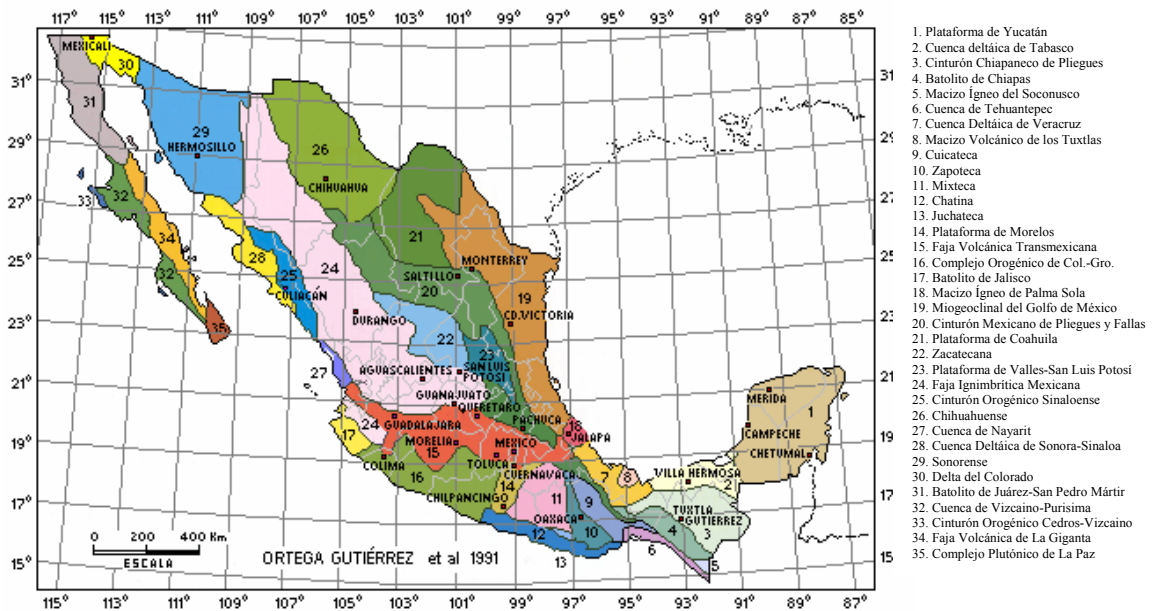 117° 115° 113° 111° 109° 107° 105° 103° 101° 99° 97° 95° 93° 91° 89° 87° 85°
MEXICALI
30
31° 31
31
29 26
29° 29
HERMOSILLO
CHIHUAHUA
32
33
27° 27
34 21
28 MONTERREY
25° 25
SALTILLO
32 25 24 20
CULIACAN 19
DURANGO CD.VICTORIA
23° 23
35 22
23
AGUASCALIENTES SAN LUIS
POTOSI
27
21° 21
GUANAJUATO MERIDA
QUERETARO 1
24 GUADALAJARA PACHUCA 18
JALAPA CAMPECHE
17 MORELIA MEXICO
19° 19
15 CHETUMAL
COLIMA TOLUCA
CUERNAVACA 7 8 VILLA HERMOSA
16 14 2
CHILPANCINGO 11 9
17° 17
TUXTLA
GUTIERREZ
OAXACA 10 4 3
12 6
0 200 400 Km
13 5
15° 15
ESCALA
ORTEGA GUTIÉRREZ et al 1991
115° 113° 111° 109° 107° 105° 103° 101° 99° 97° 95° 93° 91° 89° 87°
1. Plataforma de Yucatán
2. Cuenca deltáica de Tabasco
3. Cinturón Chiapaneco de Pliegues
4. Batolito de Chiapas
5. Macizo Ígneo del Soconusco
6. Cuenca de Tehuantepec
7. Cuenca Deltáica de Veracruz
8. Macizo Volcánico de los Tuxtlas
9. Cuicateca
10. Zapoteca
11. Mixteca
12. Chatina
13. Juchateca
14. Plataforma de Morelos
15. Faja Volcánica Transmexicana
16. Complejo Orogénico de Col.-Gro.
17. Batolito de Jalisco
18. Macizo Ígneo de Palma Sola
19. Miogeoclinal del Golfo de México
20. Cinturón Mexicano de Pliegues y Fallas
21. Plataforma de Coahuila
22. Zacatecana
23. Plataforma de Valles-San Luis Potosí
24. Faja Ignimbrítica Mexicana
25. Cinturón Orogénico Sinaloense
26. Chihuahuense
27. Cuenca de Nayarit
28. Cuenca Deltáica de Sonora-Sinaloa
29. Sonorense
30. Delta del Colorado
31. Batolito de Juárez-San Pedro Mártir
32. Cuenca de Vizcaino-Purisima
33. Cinturón Orogénico Cedros-Vizcaino
34. Faja Volcánica de La Giganta
35. Complejo Plutónico de La Paz